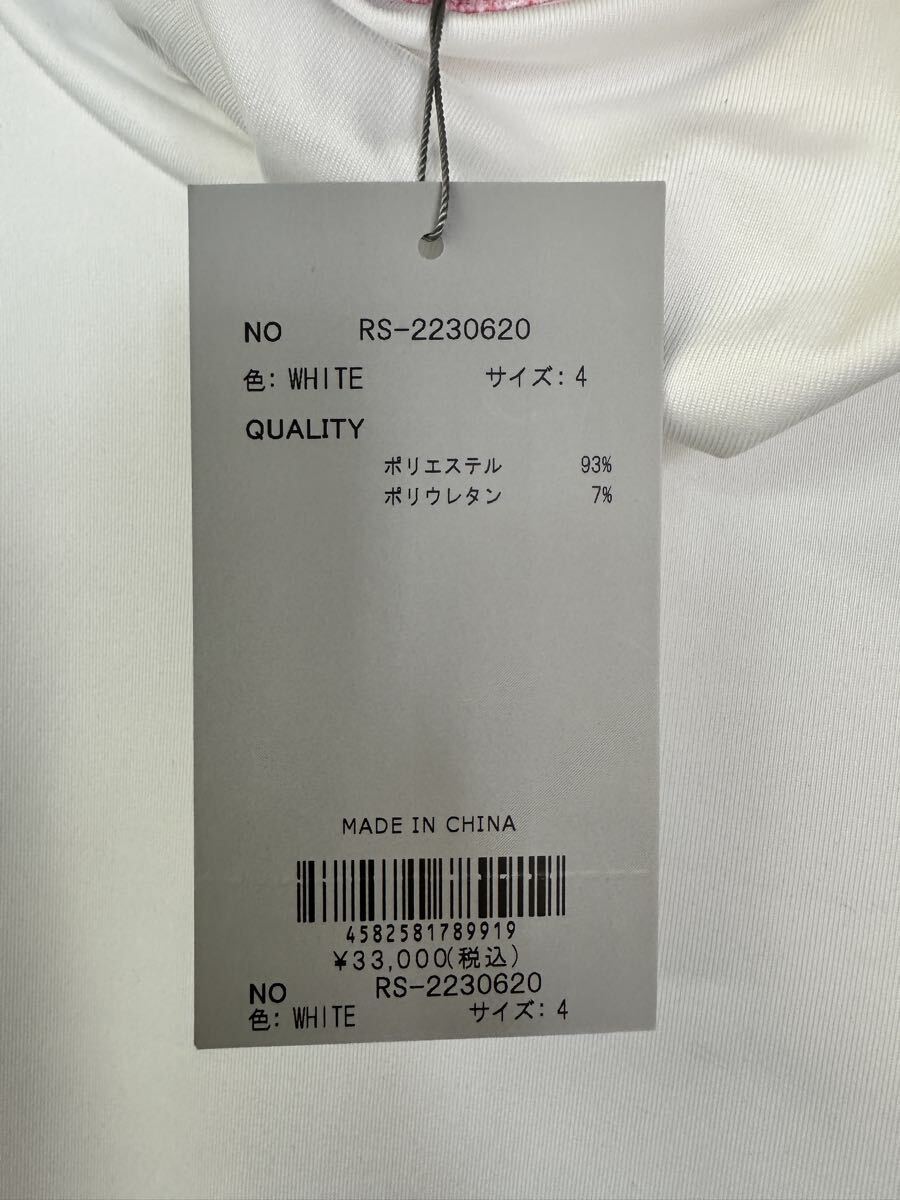 NO RS-2230620
色: WHITE サイズ: 4
QUALITY
ポリエステル 93%
ポリウレタン 7%
MADE IN CHINA
4582581789919
¥33,000(税込)
NO RS-2230620
色: WHITE サイズ: 4